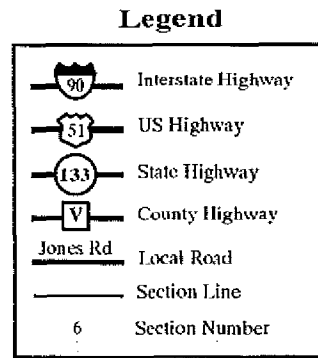 Legend
90 Interstate Highway
51 US Highway
133 State Highway
V County Highway
Jones Rd Local Road
Section Line
6 Section Number